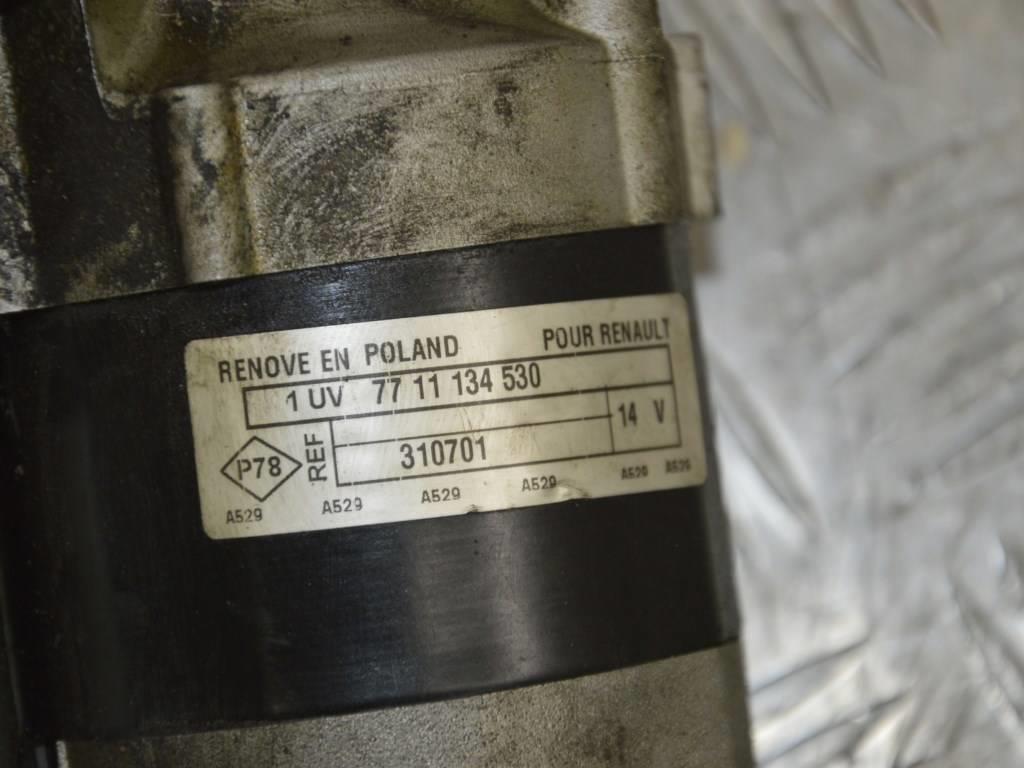 RENOVE EN POLAND POUR RENAULT
1 UV 77 11 134 530
P78 REF 310701 14 V
A529 A529 A529 A529 A529 A529